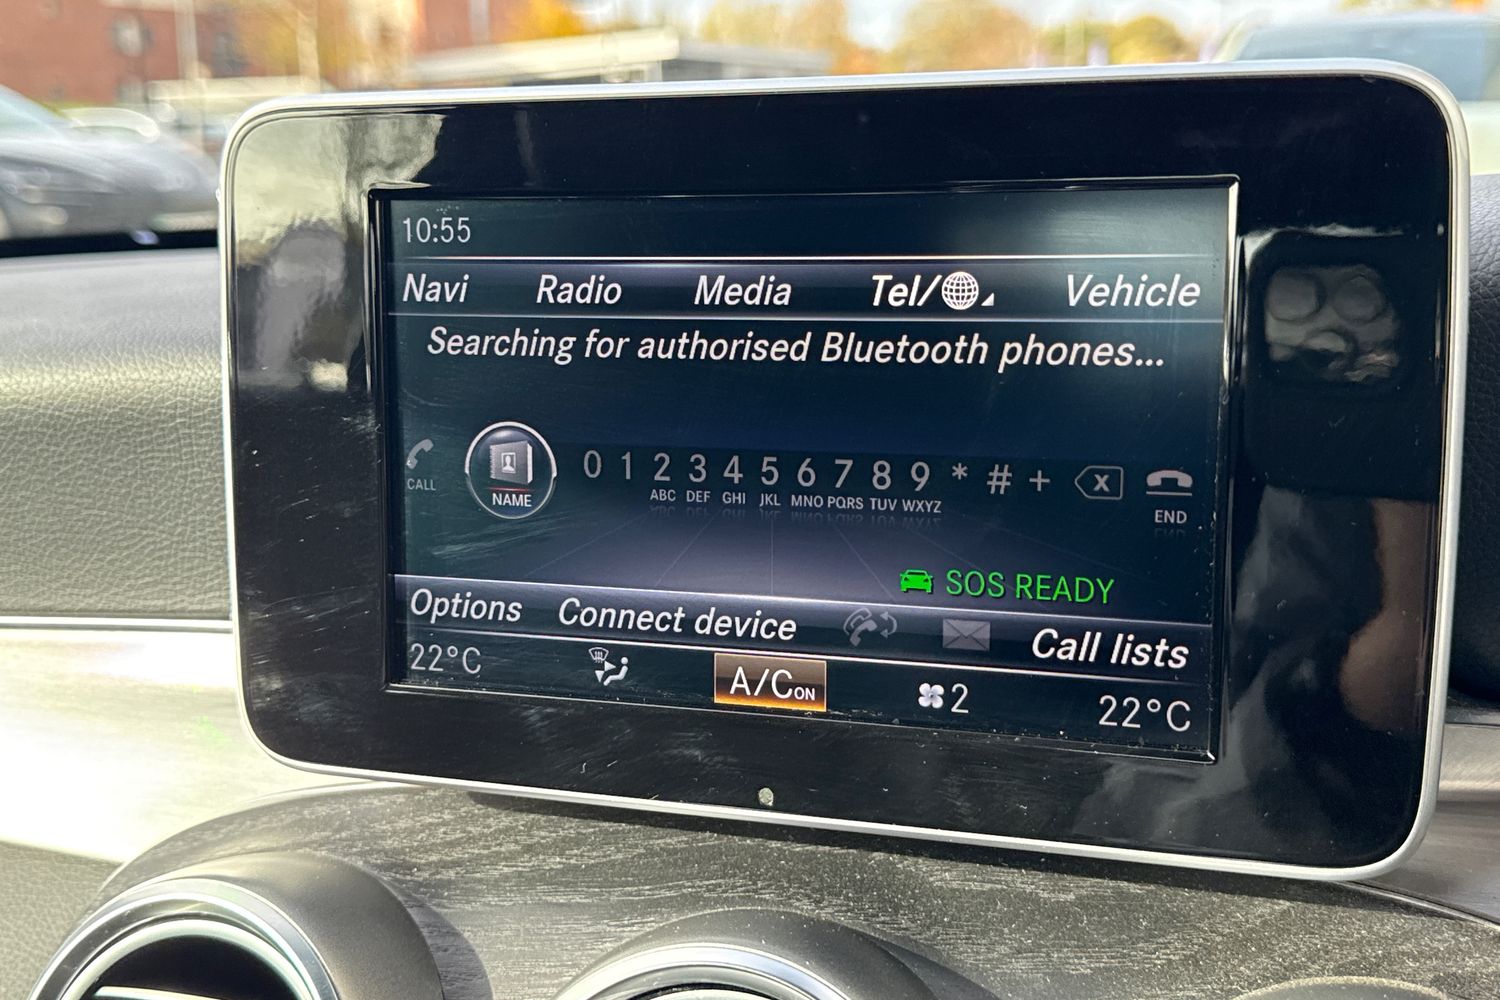 10:55
Navi Radio Media Tel/ Vehicle
Searching for authorised Bluetooth phones...
CALL NAME 0 1 2 ABC 3 DEF 4 GHI 5 JKL 6 MNO 7 PQRS 8 TUV 9 WXYZ * # + X END
SOS READY
Options Connect device Call lists
22°C A/C ON 2 22°C